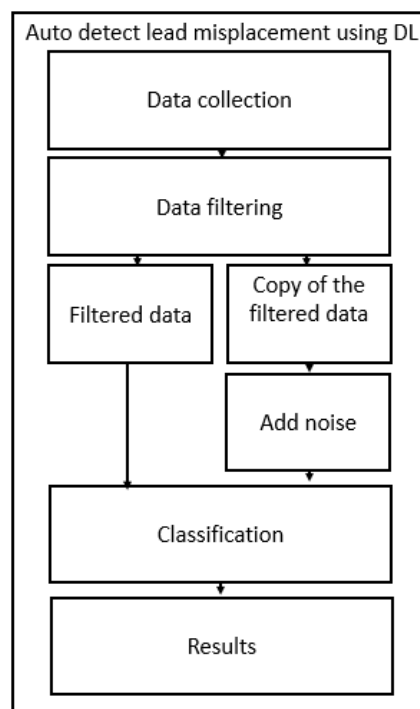 Auto detect lead misplacement using DL
Data collection
Data filtering
Filtered data
Copy of the
filtered data
Add noise
Classification
Results